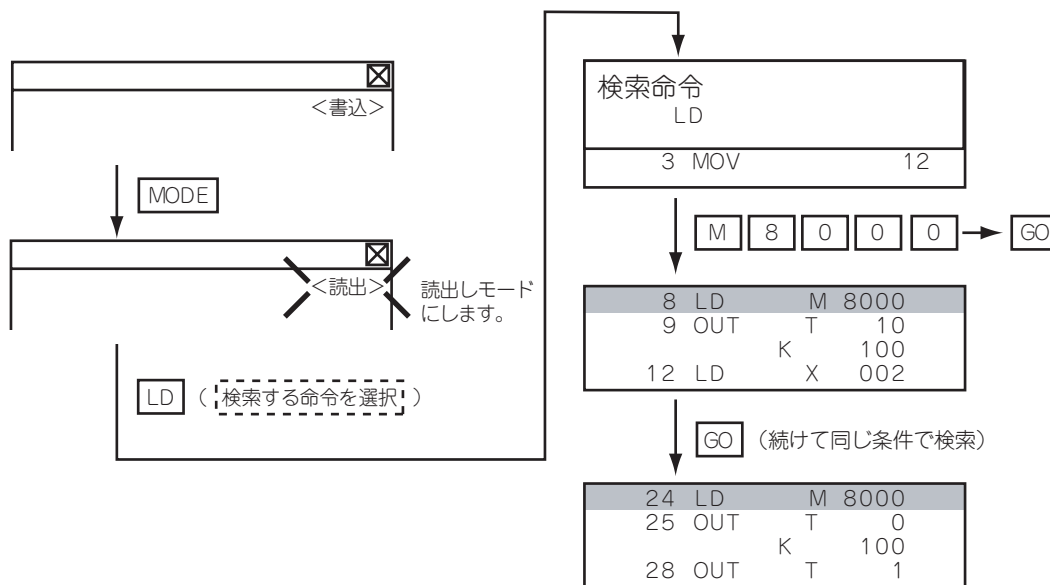 <書込>
MODE
<読出>
読出しモード
にします。
LD (検索する命令を選択)
検索命令
LD
3 MOV 12
M 8 0 0 0 GO
8 LD M 8000
9 OUT T 10
K 100
12 LD X 002
GO (続けて同じ条件で検索)
24 LD M 8000
25 OUT T 0
K 100
28 OUT T 1